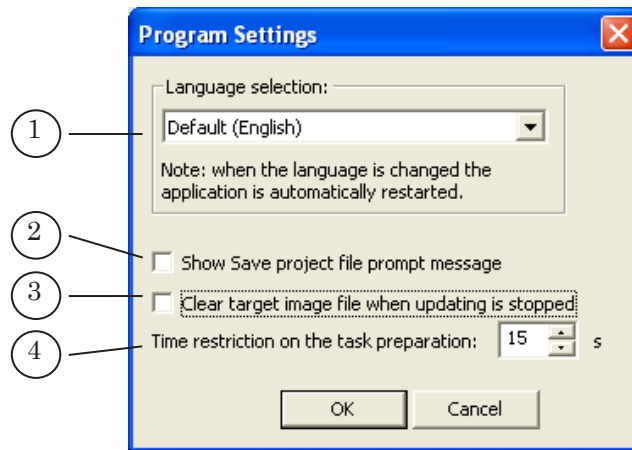 Program Settings
Language selection:
1
Default (English)
Note: when the language is changed the
application is automatically restarted.
2
Show Save project file prompt message
3
Clear target image file when updating is stopped
4
Time restriction on the task preparation: 15 s
OK Cancel